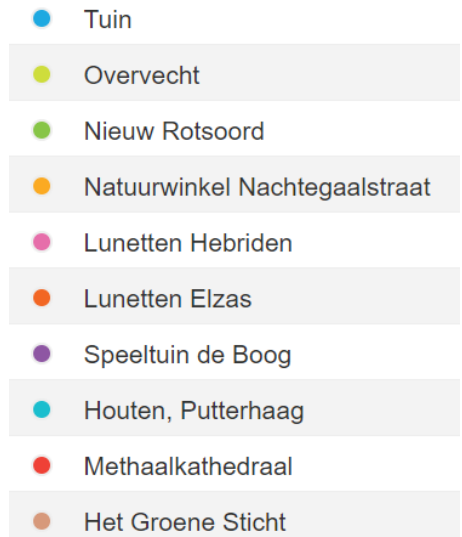 Tuin
Overvecht
Nieuw Rotsoord
Natuurwinkel Nachtegaalstraat
Lunetten Hebriden
Lunetten Elzas
Speeltuin de Boog
Houten, Putterhaag
Methaalkathedraal
Het Groene Sticht